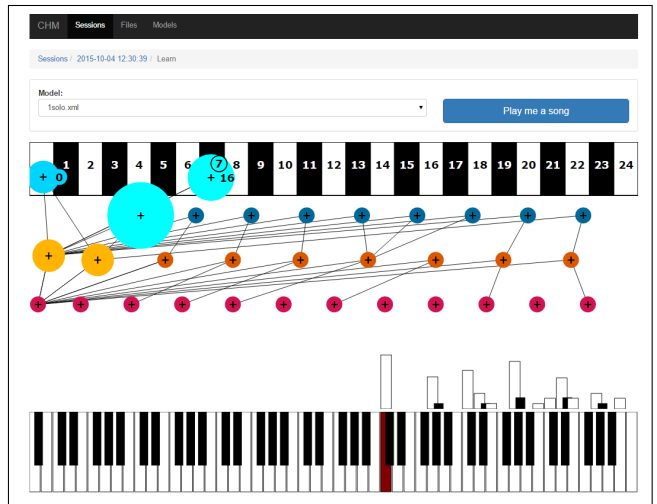 CHM Sessions Files Models
Sessions / 2015-10-04 12:30:39 / Learn
Model:
1solo.xml
Play me a song
1 2 3 4 5 6 7 8 9 10 11 12 13 14 15 16 17 18 19 20 21 22 23 24
+ 0 + 16
+ + + + + + + + +
+ + + + + + + + +
+ + + + + + + + + + + +